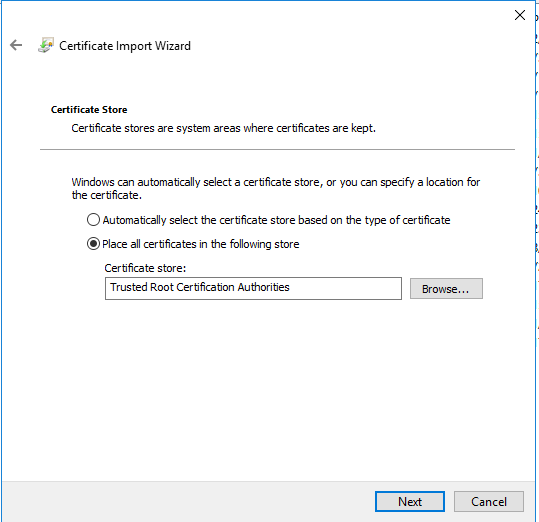 Certificate Import Wizard
Certificate Store
Certificate stores are system areas where certificates are kept.
Windows can automatically select a certificate store, or you can specify a location for
the certificate.
Automatically select the certificate store based on the type of certificate
Place all certificates in the following store
Certificate store:
Trusted Root Certification Authorities
Browse...
Next
Cancel